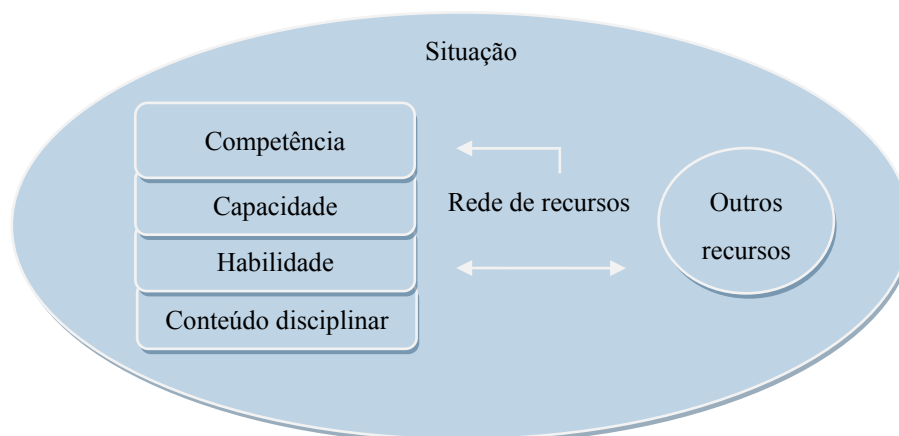 Situação
Competência
Capacidade
Habilidade
Conteúdo disciplinar
Rede de recursos
Outros
recursos